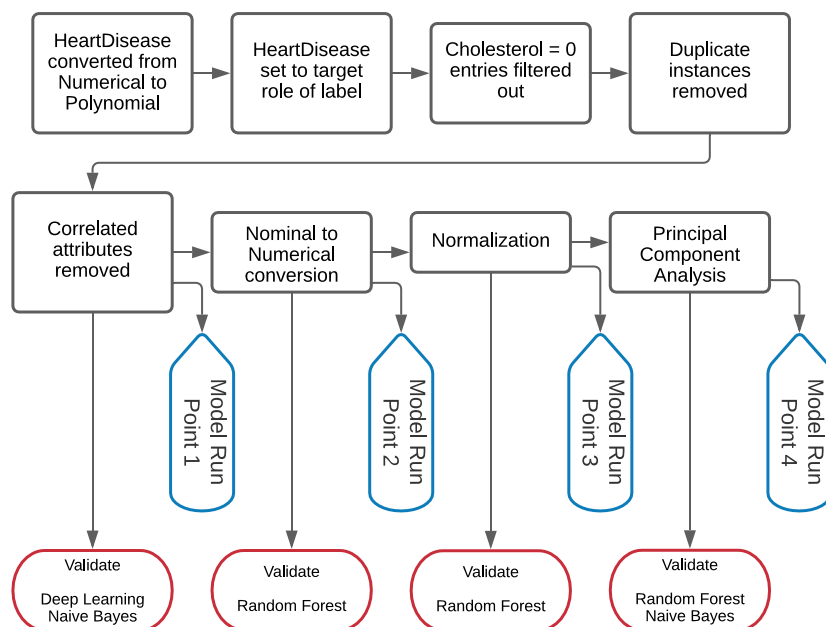 HeartDisease
converted from
Numerical to
Polynomial
HeartDisease
set to target
role of label
Cholesterol = 0
entries filtered
out
Duplicate
instances
removed
Correlated
attributes
removed
Nominal to
Numerical
conversion
Normalization
Principal
Component
Analysis
Model Run
Point 1
Model Run
Point 2
Model Run
Point 3
Model Run
Point 4
Validate
Deep Learning
Naive Bayes
Validate
Random Forest
Validate
Random Forest
Validate
Random Forest
Naive Bayes